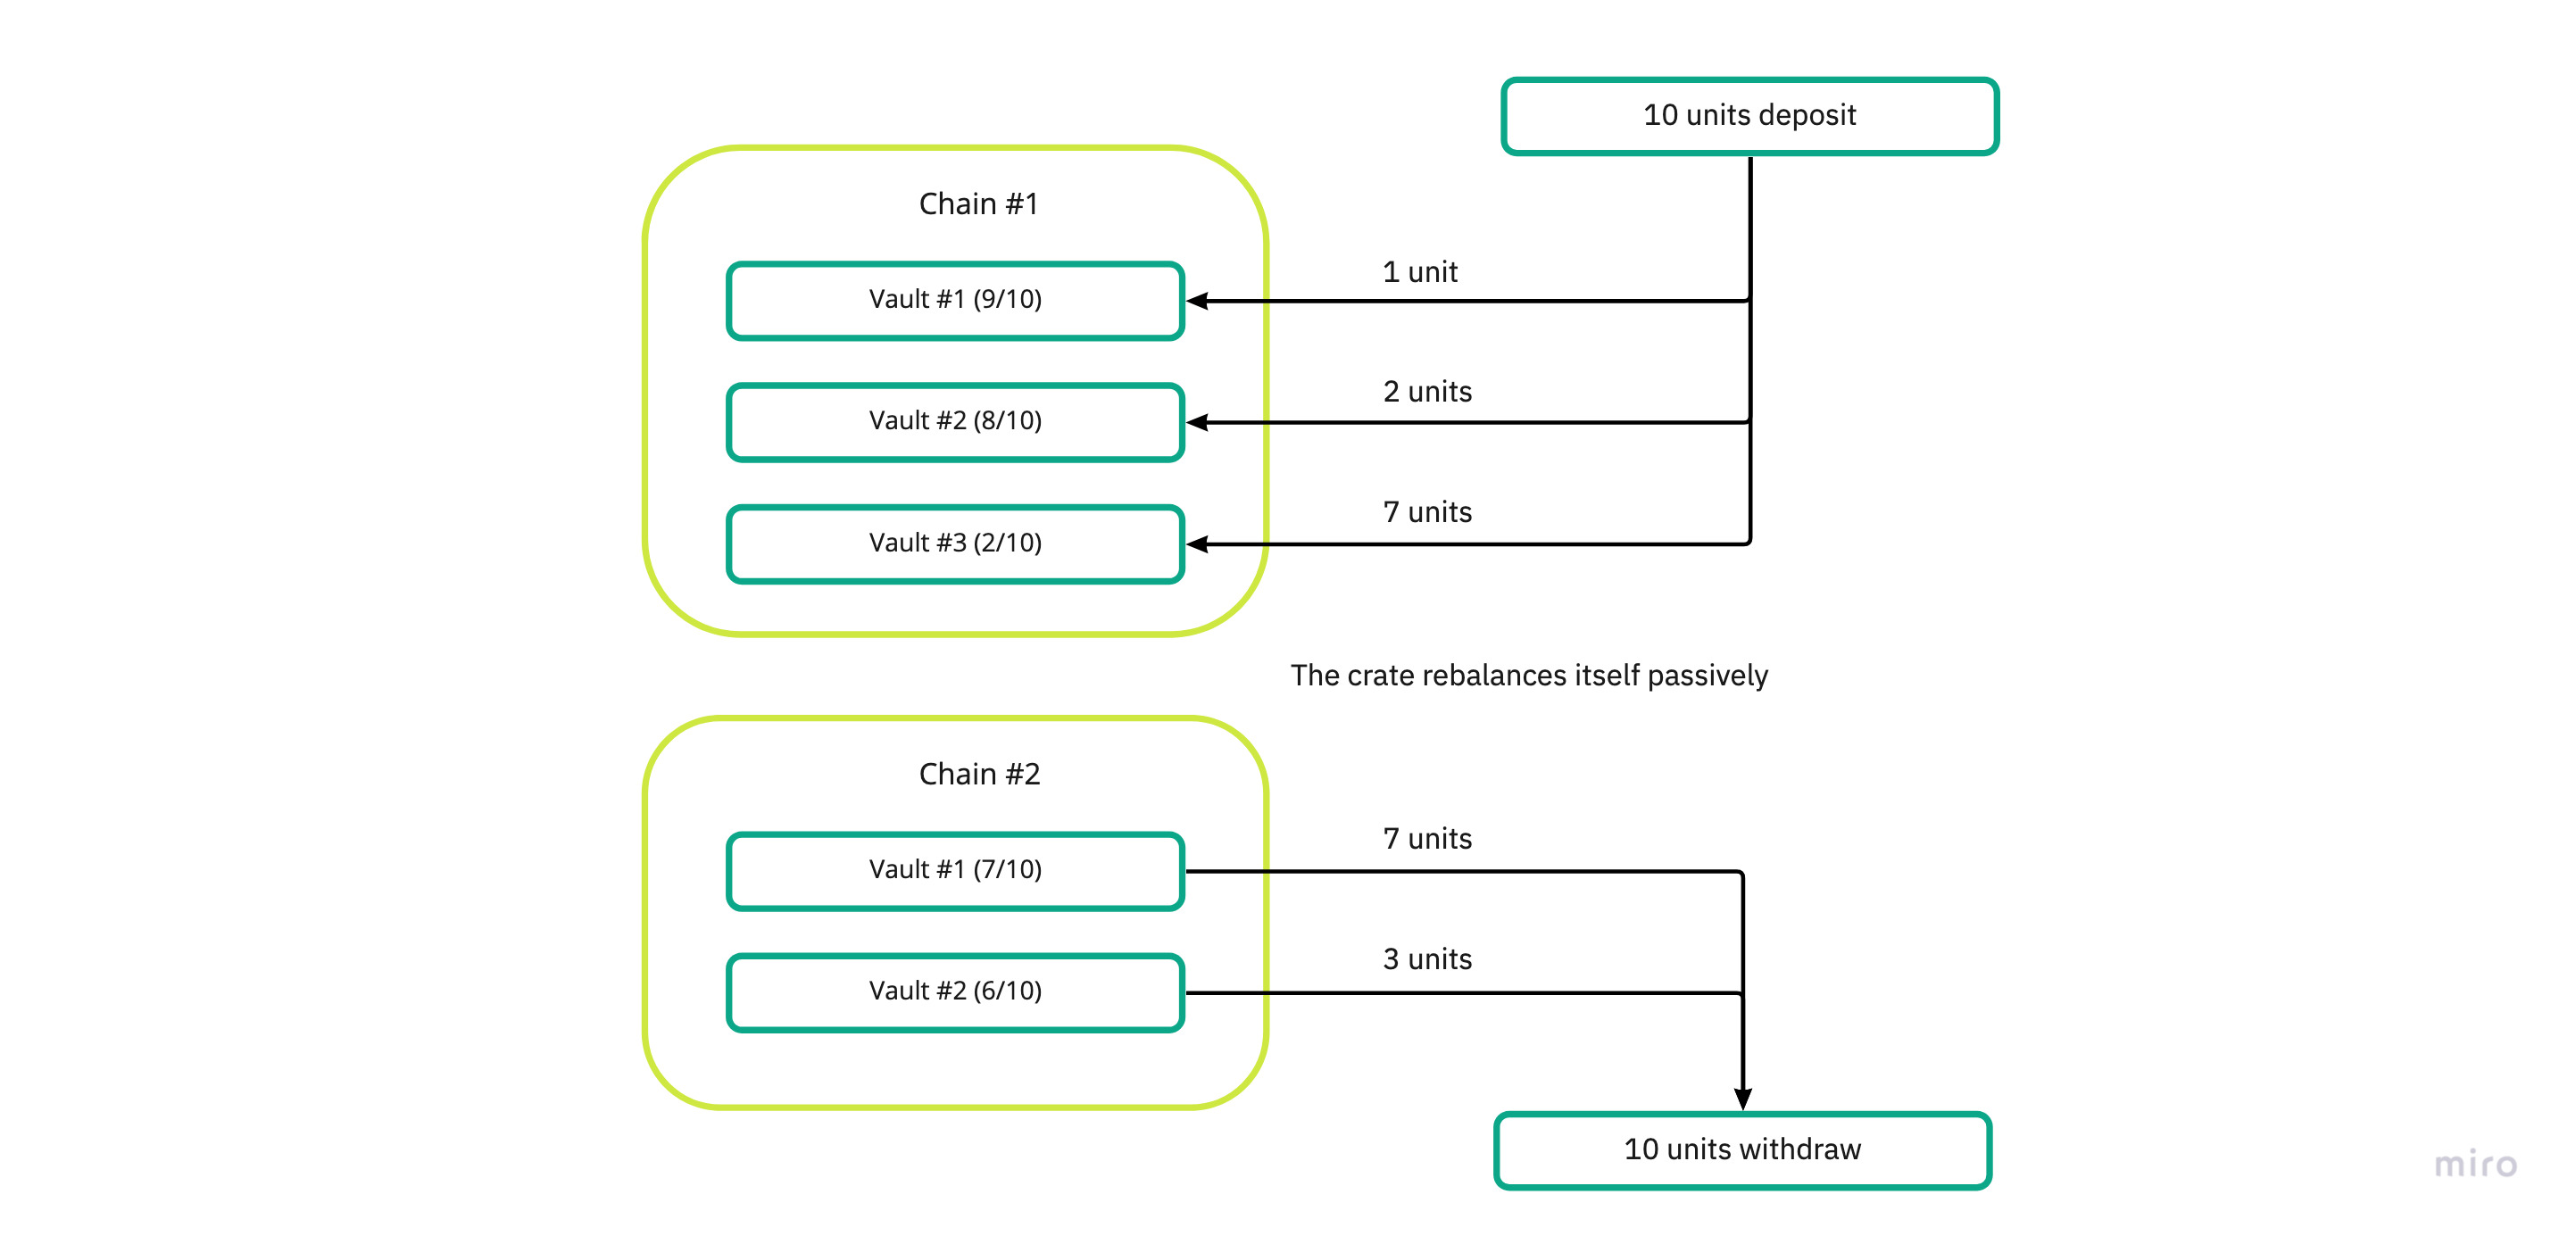 10 units deposit
Chain #1
Vault #1 (9/10)
1 unit
Vault #2 (8/10)
2 units
Vault #3 (2/10)
7 units
The crate rebalances itself passively
Chain #2
Vault #1 (7/10)
7 units
Vault #2 (6/10)
3 units
10 units withdraw
miro